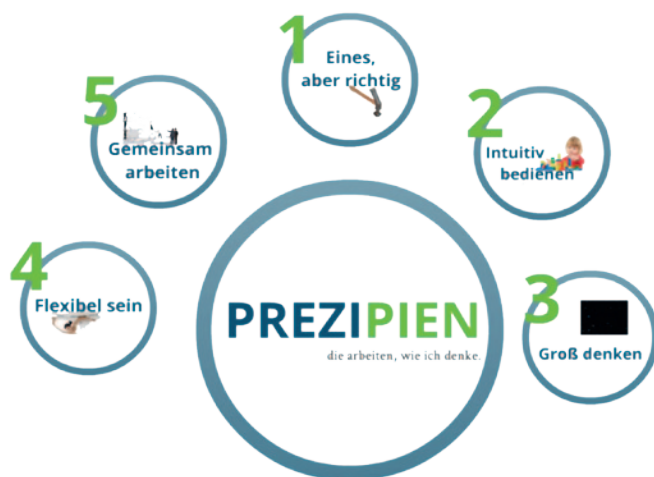 1
Eines,
aber richtig
2
Intuitiv
bedienen
3
Groß denken
4
Flexibel sein
5
Gemeinsam
arbeiten
PREZIPIEN
die arbeiten, wie ich denke.